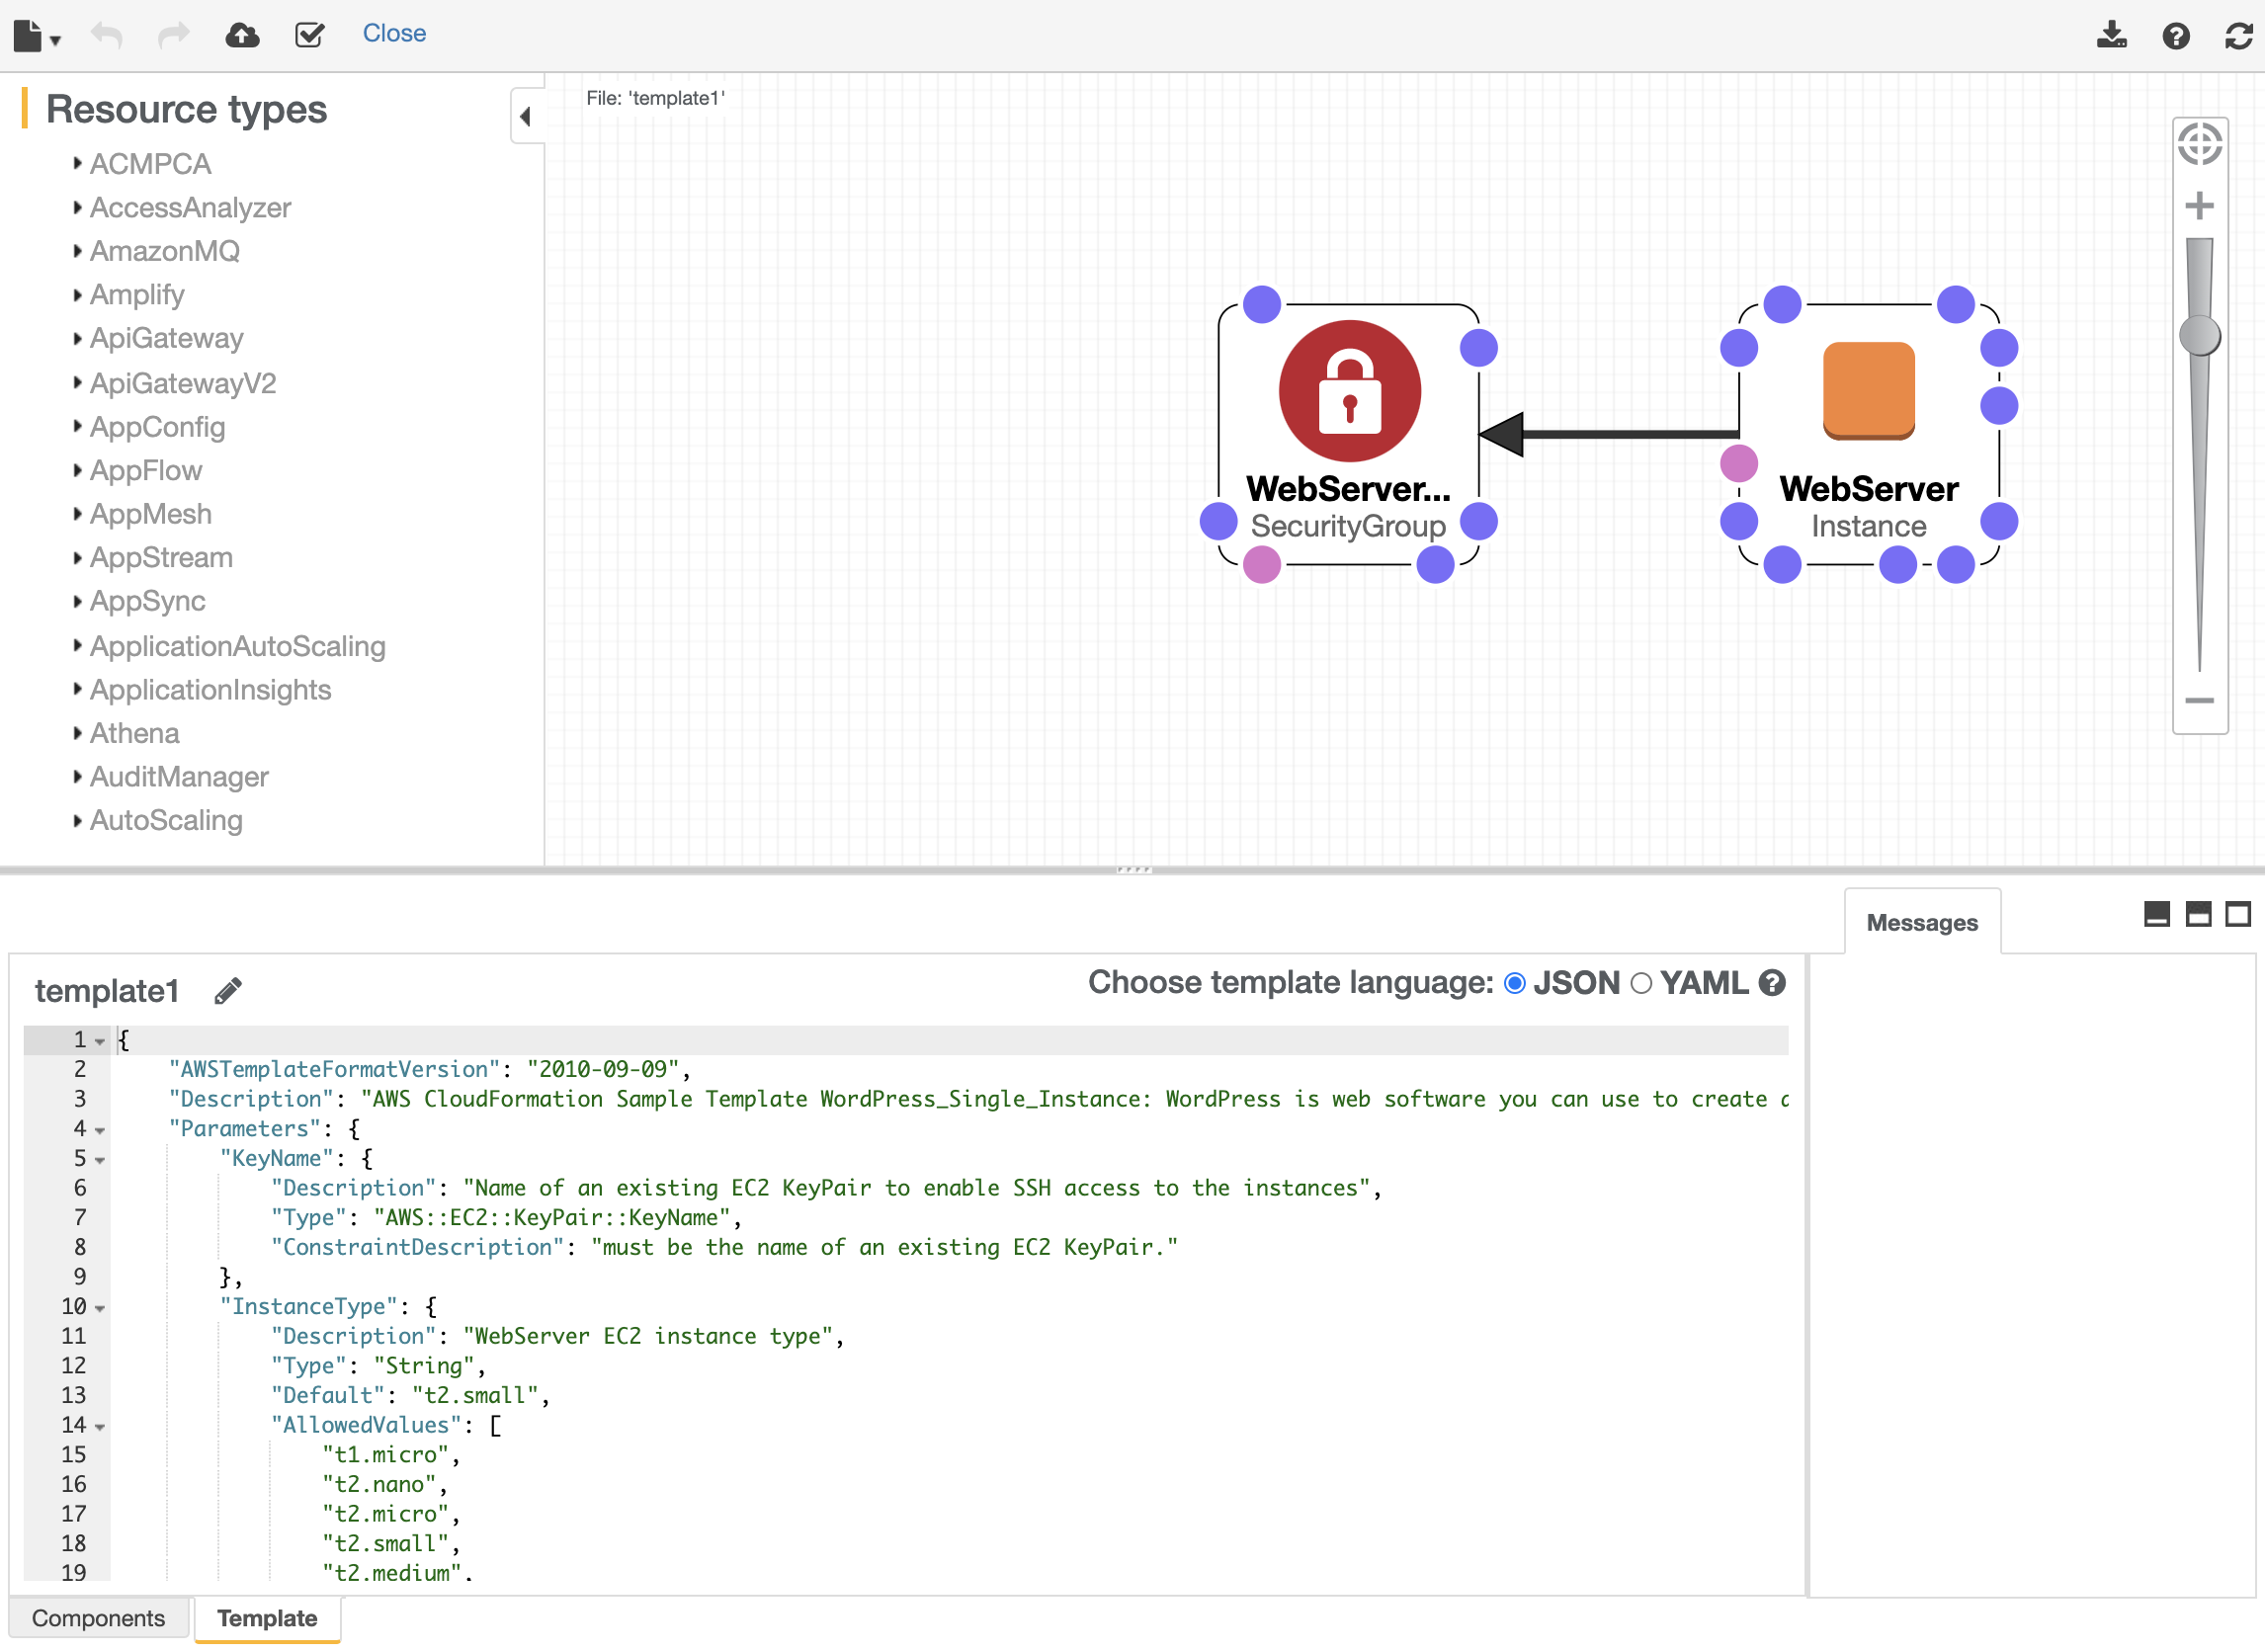 Close
Resource types
ACMPCA
AccessAnalyzer
AmazonMQ
Amplify
ApiGateway
ApiGatewayV2
AppConfig
AppFlow
AppMesh
AppStream
AppSync
ApplicationAutoScaling
ApplicationInsights
Athena
AuditManager
AutoScaling
File: 'template1'
WebServer...
SecurityGroup
WebServer
Instance
Messages
template1
Choose template language: JSON YAML
1 {
2 "AWSTemplateFormatVersion": "2010-09-09",
3 "Description": "AWS CloudFormation Sample Template WordPress_Single_Instance: WordPress is web software you can use to create
4 "Parameters": {
5 "KeyName": {
6 "Description": "Name of an existing EC2 KeyPair to enable SSH access to the instances",
7 "Type": "AWS::EC2::KeyPair::KeyName",
8 "ConstraintDescription": "must be the name of an existing EC2 KeyPair."
9 },
10 "InstanceType": {
11 "Description": "WebServer EC2 instance type",
12 "Type": "String",
13 "Default": "t2.small",
14 "AllowedValues": [
15 "t1.micro",
16 "t2.nano",
17 "t2.micro",
18 "t2.small",
19 "t2.medium",
Components
Template